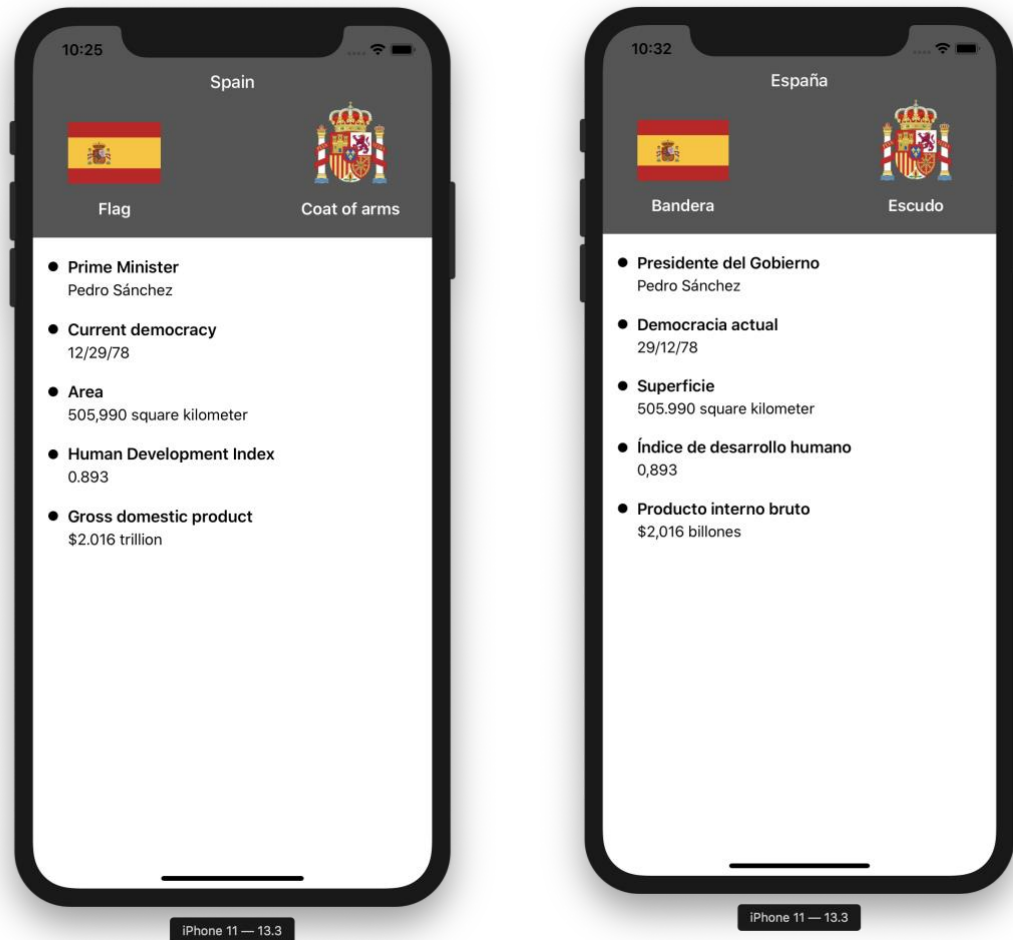 10:25
Spain
Flag
Coat of arms
Prime Minister
Pedro Sánchez
Current democracy
12/29/78
Area
505,990 square kilometer
Human Development Index
0.893
Gross domestic product
$2.016 trillion
iPhone 11 — 13.3
10:32
España
Bandera
Escudo
Presidente del Gobierno
Pedro Sánchez
Democracia actual
29/12/78
Superficie
505.990 square kilometer
Índice de desarrollo humano
0,893
Producto interno bruto
$2,016 billones
iPhone 11 — 13.3